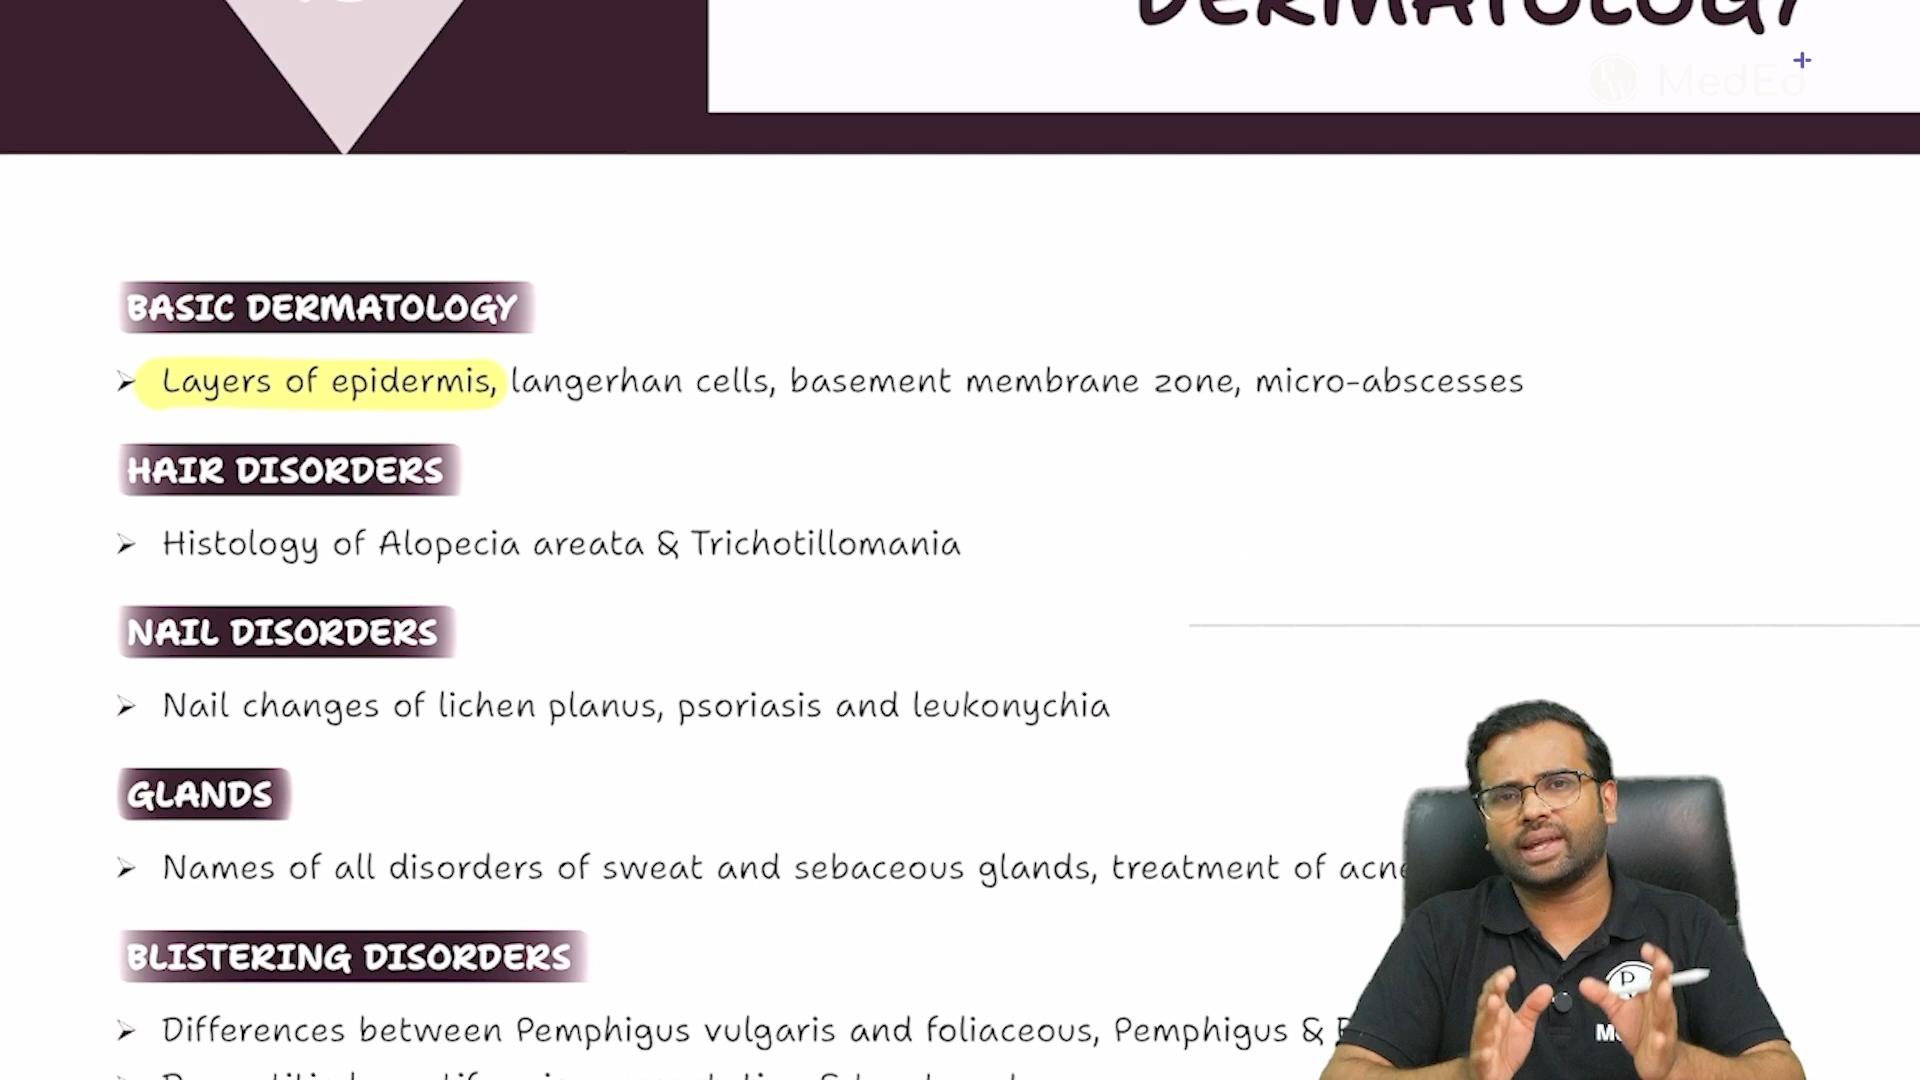 DERMATOLOGY
MedEd
BASIC DERMATOLOGY
➢ Layers of epidermis, langerhan cells, basement membrane zone, micro-abscesses
HAIR DISORDERS
➢ Histology of Alopecia areata & Trichotillomania
NAIL DISORDERS
➢ Nail changes of lichen planus, psoriasis and leukonychia
GLANDS
➢ Names of all disorders of sweat and sebaceous glands, treatment of acne
BLISTERING DISORDERS
➢ Differences between Pemphigus vulgaris and foliaceous, Pemphigus &